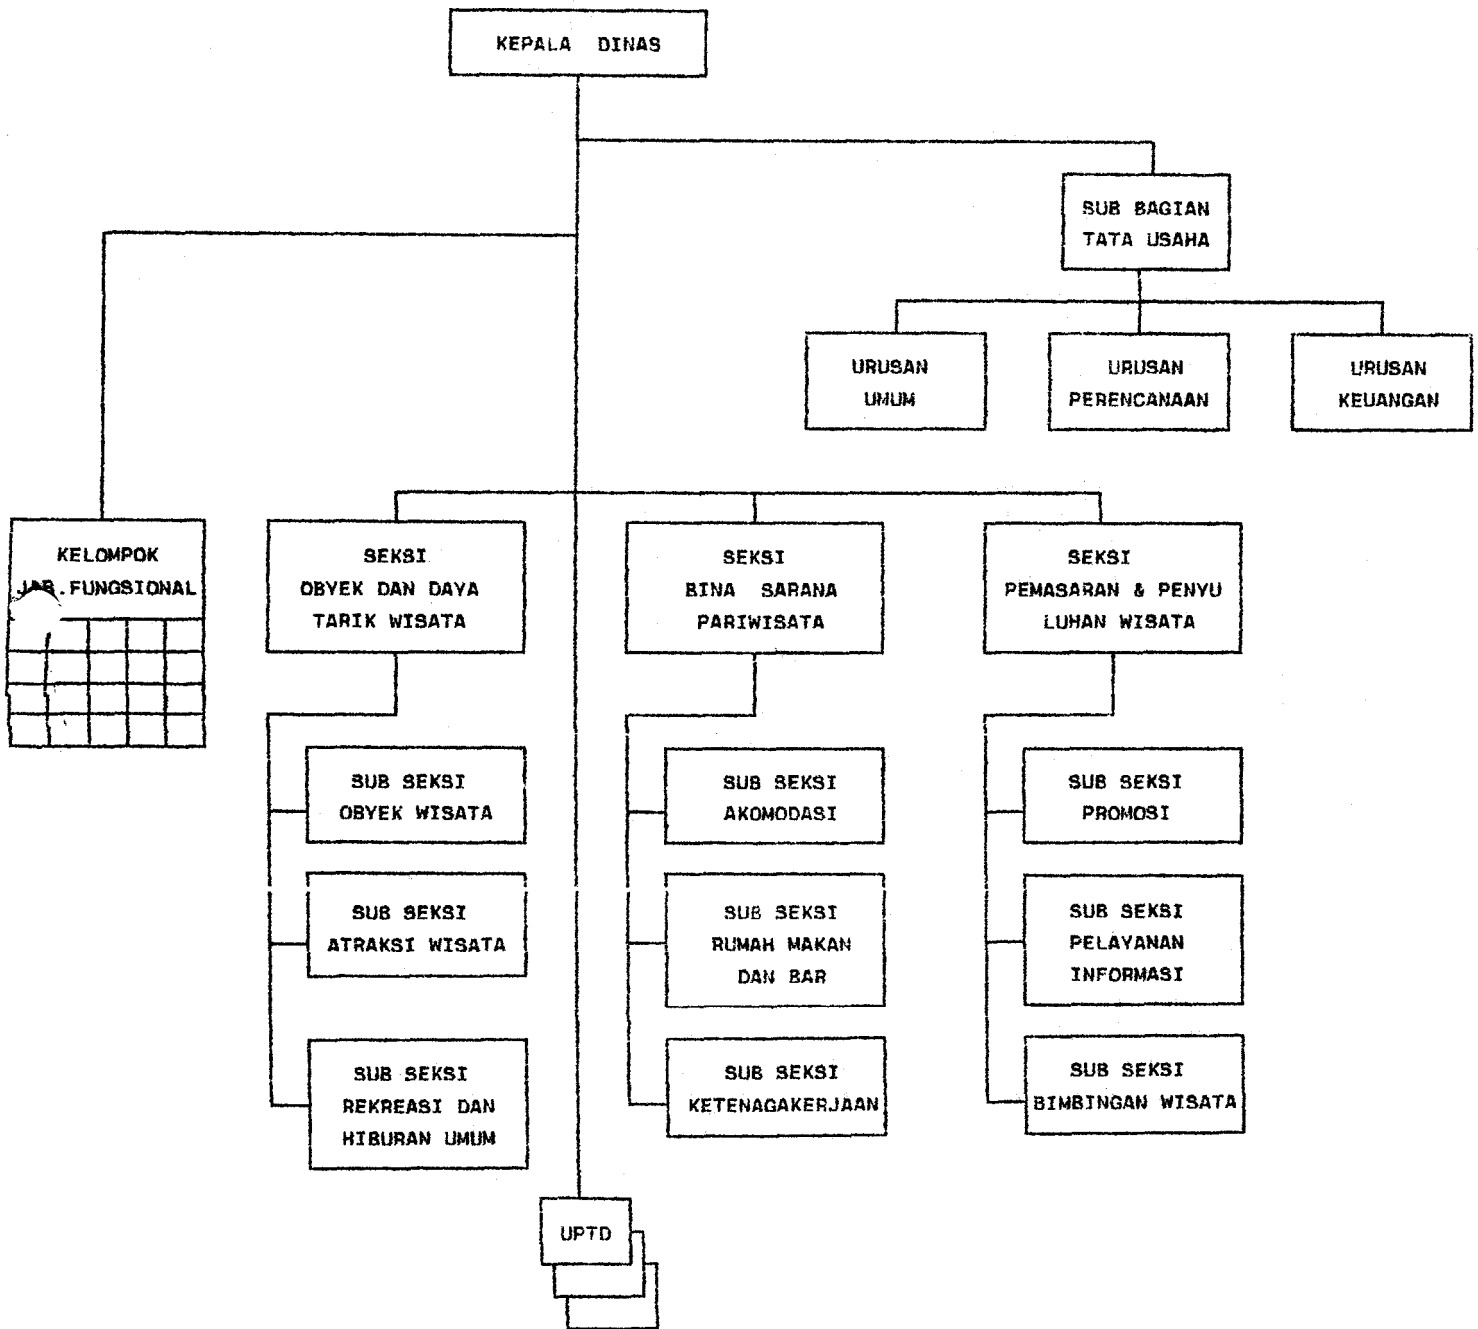 KEPALA DINAS
SUB BAGIAN
TATA USAHA
URUSAN
UMUM
URUSAN
PERENCANAAN
URUSAN
KEUANGAN
KELOMPOK
JAB.FUNGSIONAL
SEKSI
OBYEK DAN DAYA
TARIK WISATA
SEKSI
BINA SARANA
PARIWISATA
SEKSI
PEMASARAN & PENYU
LUHAN WISATA
SUB SEKSI
OBYEK WISATA
SUB SEKSI
ATRAKSI WISATA
SUB SEKSI
REKREASI DAN
HIBURAN UMUM
SUB SEKSI
AKOMODASI
SUB SEKSI
RUMAH MAKAN
DAN BAR
SUB SEKSI
KETENAGAKERJAAN
SUB SEKSI
PROMOSI
SUB SEKSI
PELAYANAN
INFORMASI
SUB SEKSI
BIMBINGAN WISATA
UPTD